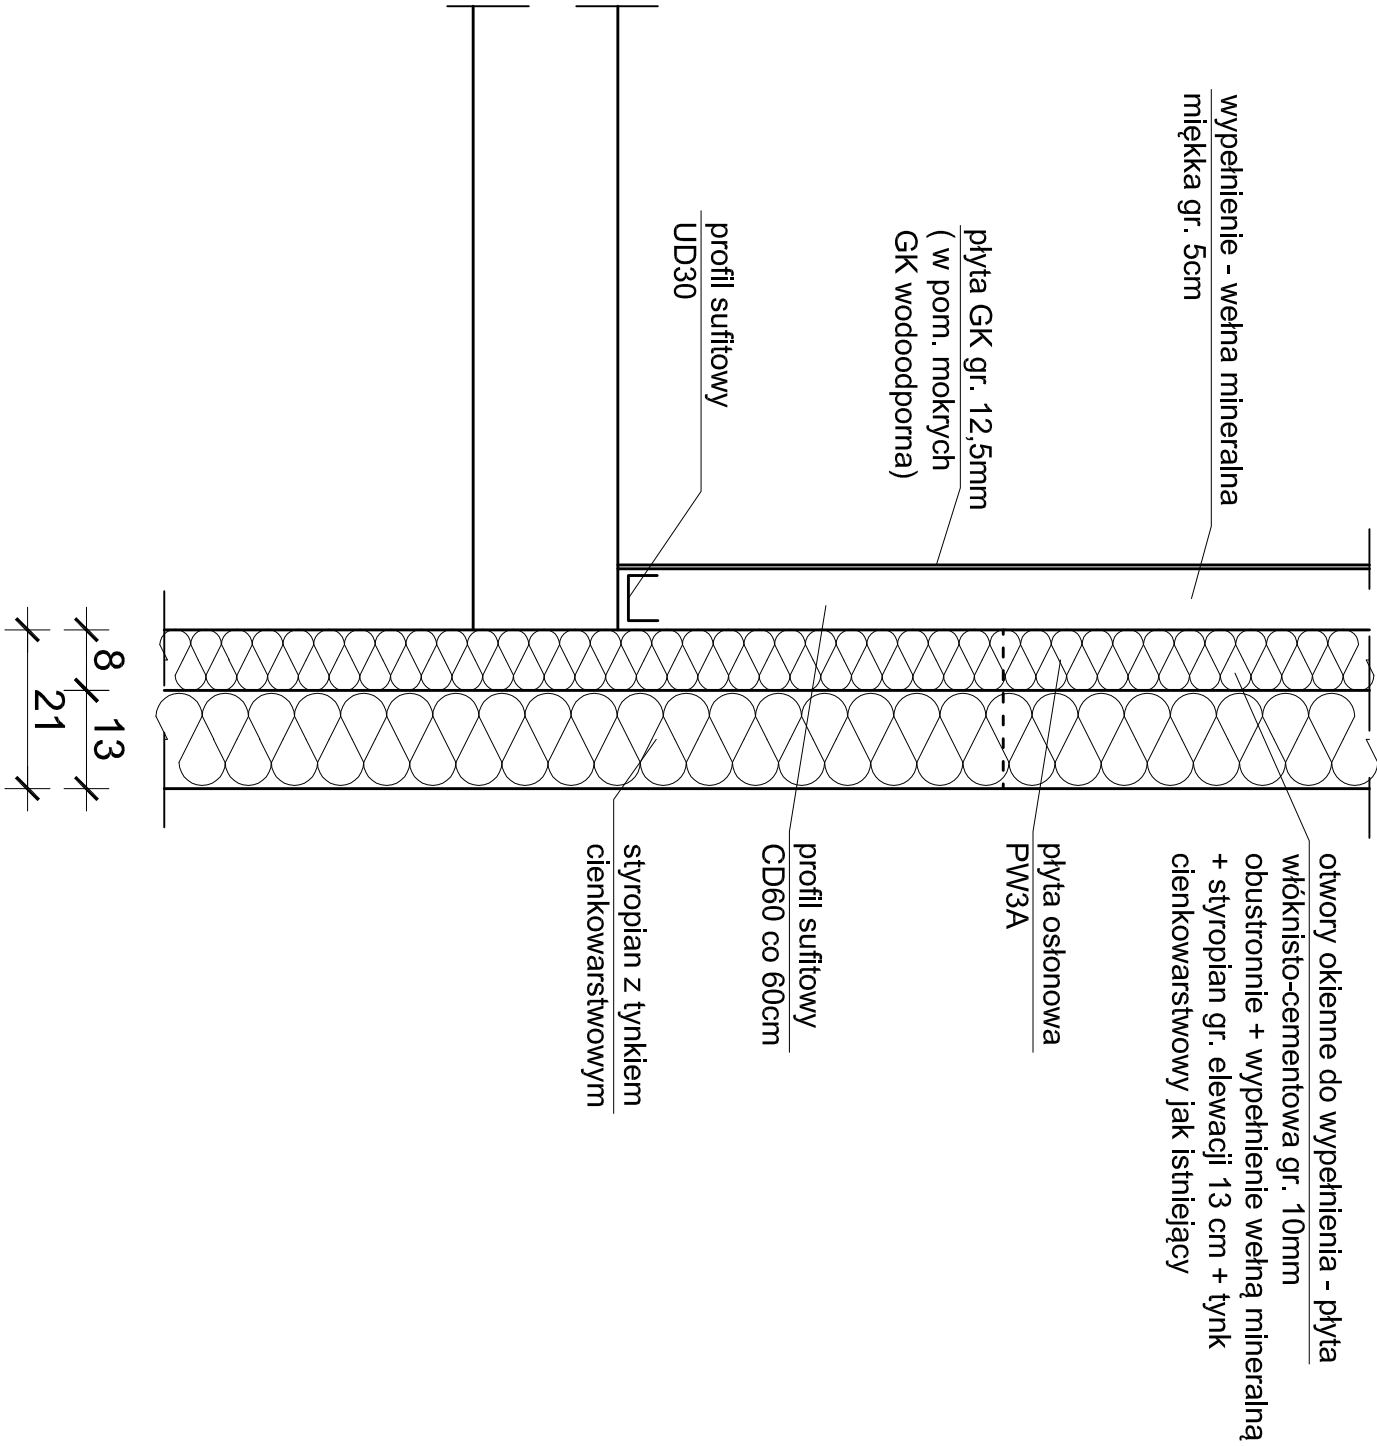 wypełnienie - wełna mineralna
miękka gr. 5cm
płyta GK gr. 12,5mm
( w pom. mokrych
GK wodoodporna)
profil sufitowy
UD30
otwory okienne do wypełnienia - płyta
włóknisto-cementowa gr. 10mm
obustronnie + wypełnienie wełną mineralną
+ styropian gr. elewacji 13 cm + tynk
cienkowarstwowy jak istniejący
płyta osłonowa
PW3A
profil sufitowy
CD60 co 60cm
styropian z tynkiem
cienkowarstwowym
8
13
21